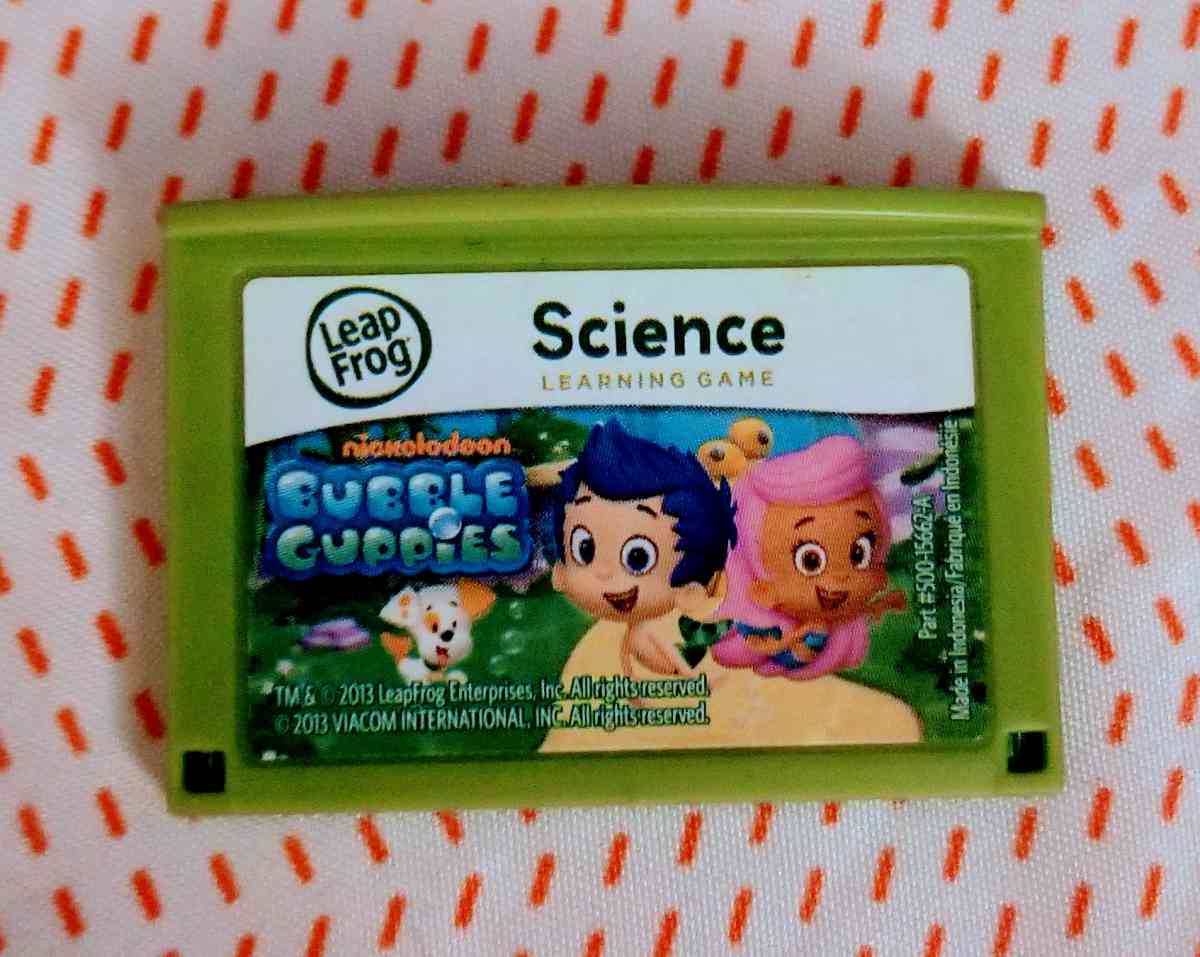 Leap
Frog
Science
LEARNING GAME
nickelodeon
BUBBLE
GUPPIES
TM & © 2013 LeapFrog Enterprises, Inc. All rights reserved.
© 2013 VIACOM INTERNATIONAL, INC. All rights reserved.
Part #500-15662-A
Made in Indonesia/Fabriqué en Indonésie